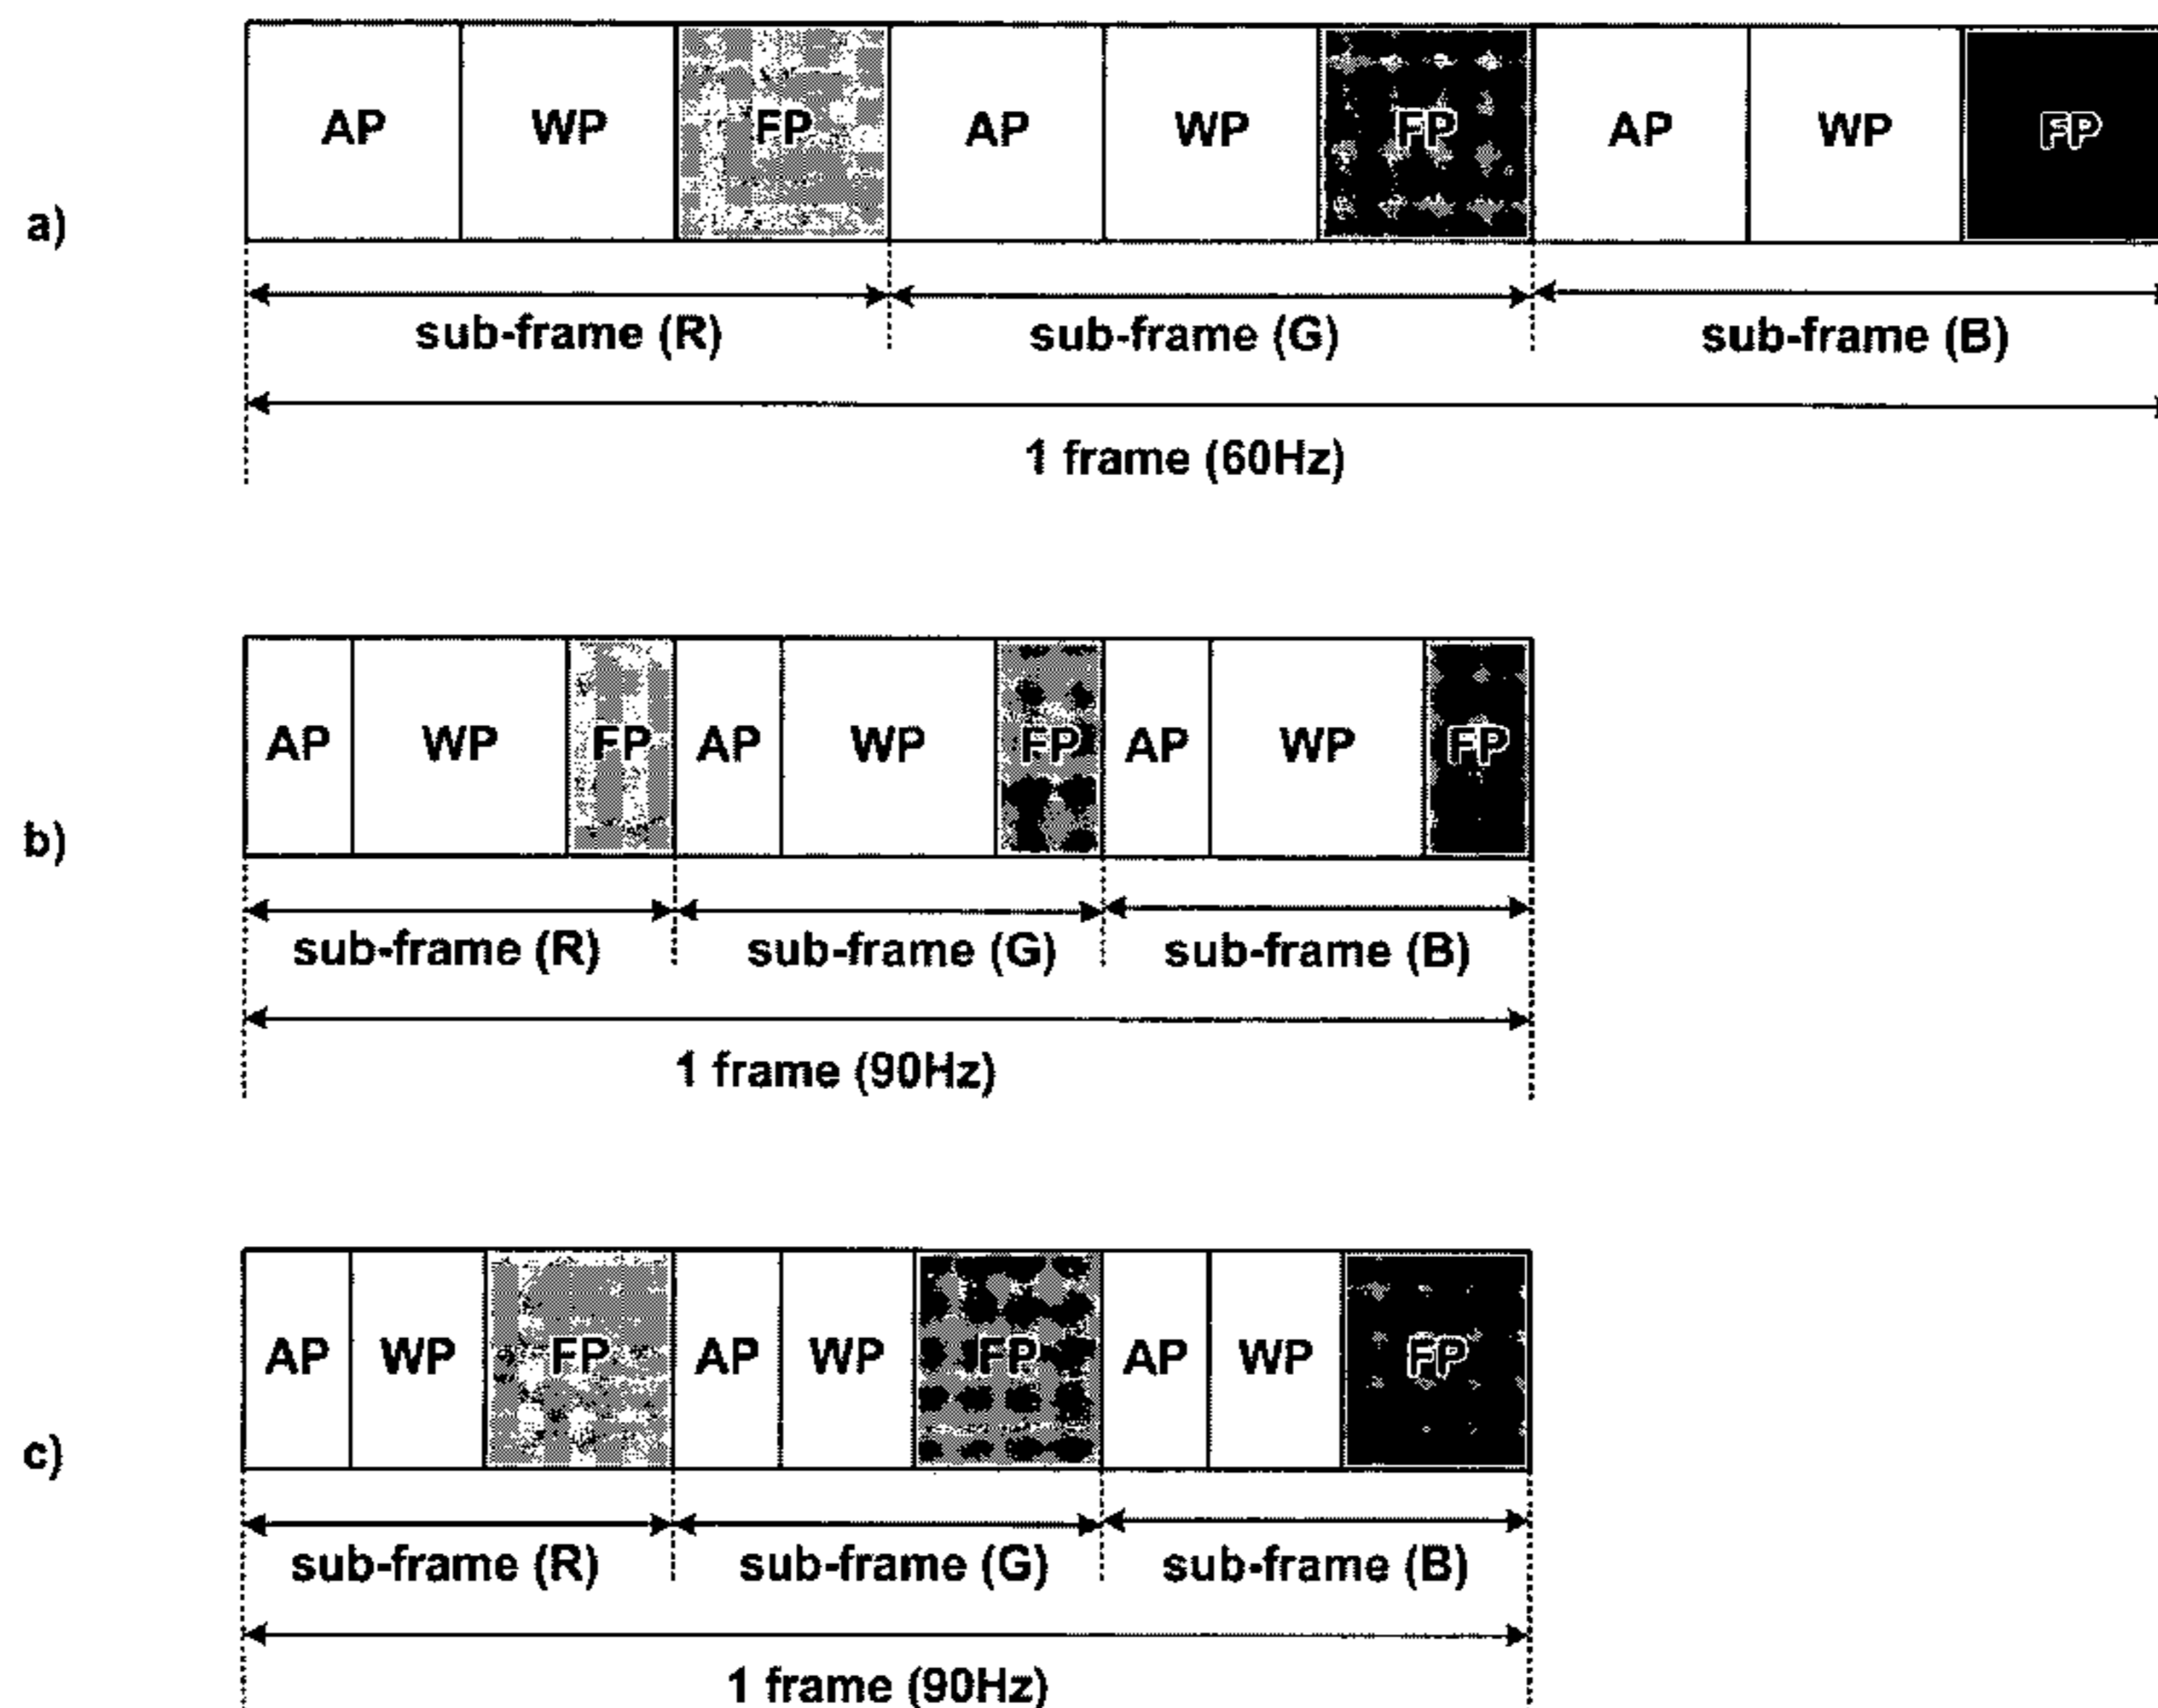 AP WP FP AP WP FP AP WP FP
a)
sub-frame (R) sub-frame (G) sub-frame (B)
1 frame (60Hz)
AP WP FP AP WP FP AP WP FP
b)
sub-frame (R) sub-frame (G) sub-frame (B)
1 frame (90Hz)
AP WP FP AP WP FP AP WP FP
c)
sub-frame (R) sub-frame (G) sub-frame (B)
1 frame (90Hz)